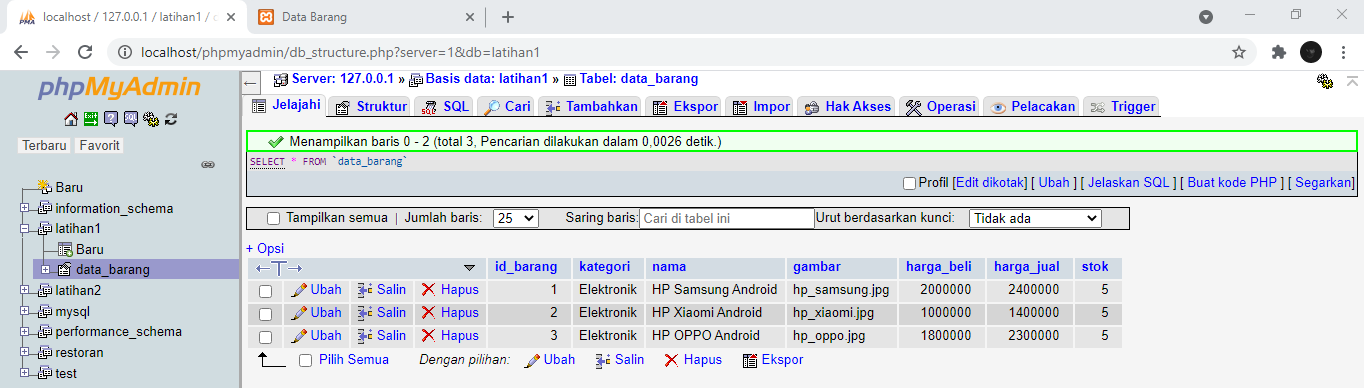 localhost / 127.0.0.1 / latihan1 / d
Data Barang
localhost/phpmyadmin/db_structure.php?server=1&db=latihan1
phpMyAdmin
Terbaru Favorit
Baru
information_schema
latihan1
Baru
data_barang
latihan2
mysql
performance_schema
restoran
test
Server: 127.0.0.1 » Basis data: latihan1 » Tabel: data_barang
Jelajahi Struktur SQL Cari Tambahkan Ekspor Impor Hak Akses Operasi Pelacakan Trigger
Menampilkan baris 0 - 2 (total 3, Pencarian dilakukan dalam 0,0026 detik.)
SELECT * FROM `data_barang`
Profil [Edit dikotak] [ Ubah ] [ Jelaskan SQL ] [ Buat kode PHP ] [ Segarkan]
Tampilkan semua | Jumlah baris: 25 Saring baris: Cari di tabel ini Urut berdasarkan kunci: Tidak ada
+ Opsi
id_barang kategori nama gambar harga_beli harga_jual stok
Ubah Salin Hapus 1 Elektronik HP Samsung Android hp_samsung.jpg 2000000 2400000 5
Ubah Salin Hapus 2 Elektronik HP Xiaomi Android hp_xiaomi.jpg 1000000 1400000 5
Ubah Salin Hapus 3 Elektronik HP OPPO Android hp_oppo.jpg 1800000 2300000 5
Pilih Semua Dengan pilihan: Ubah Salin Hapus Ekspor